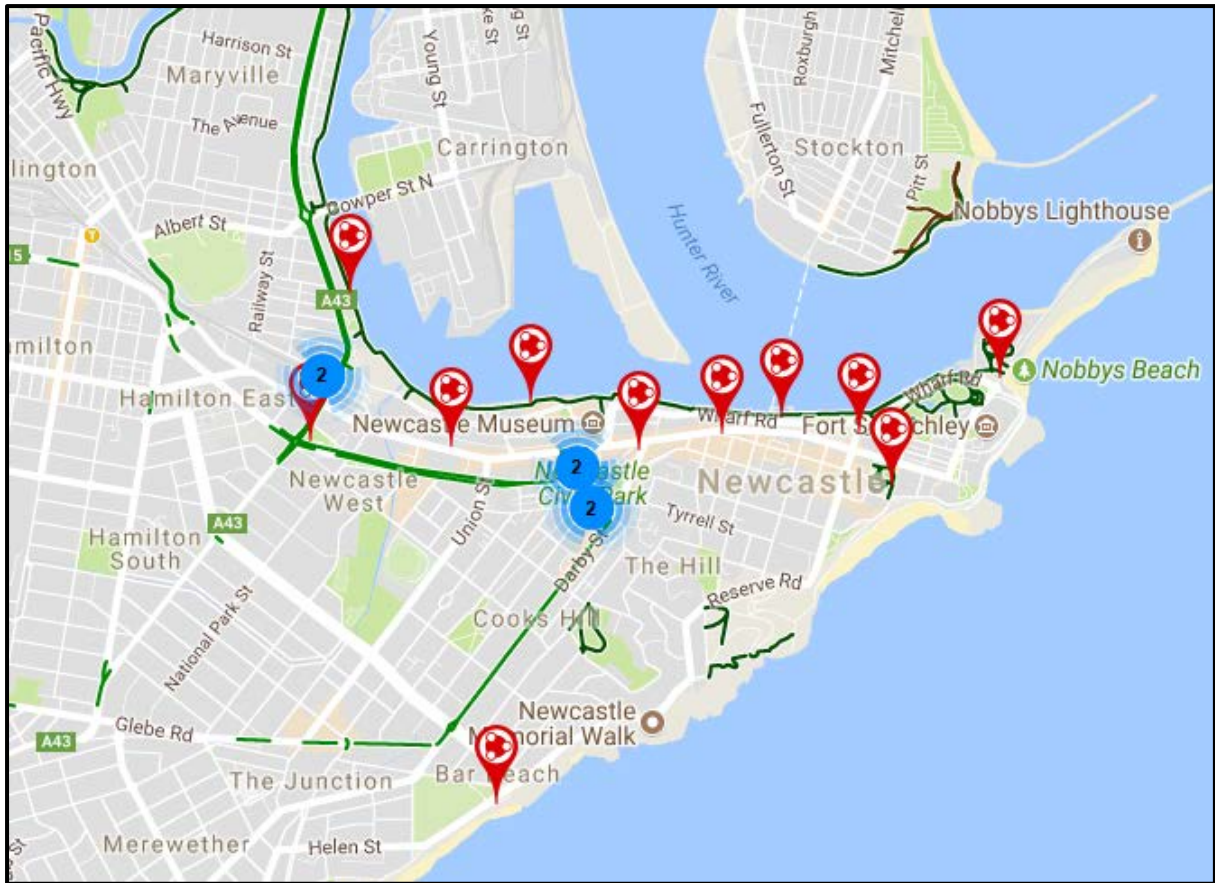 Pacific Hwy
Harrison St
Maryville
The Avenue
Young St
Carrington
Roxburgh
Mitchell
Fullerton St
Stockton
Pitt St
lington
Albert St
Cowper St N
Hunter River
Nobbys Lighthouse
15
Railway St
A43
amilton
2
Hamilton East
Newcastle Museum
Wharf Rd
Wharf Rd
Nobbys Beach
Newcastle
West
2
2
Newcastle
Tyrrell St
A43
Union St
Hamilton
South
Darby St
The Hill
Reserve Rd
Cooks Hill
National Park St
Newcastle
Memorial Walk
Glebe Rd
A43
The Junction
Bar Beach
Merewether
Helen St